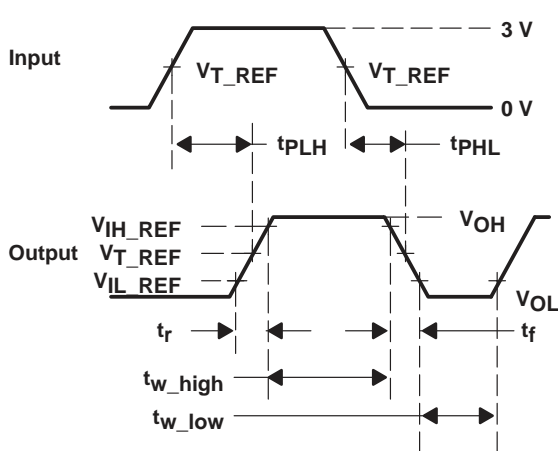 3 V
Input
VT_REF VT_REF
0 V
tPLH tPHL
VIH_REF VOH
Output VT_REF
VIL_REF
VOL
tr tf
tw_high
tw_low